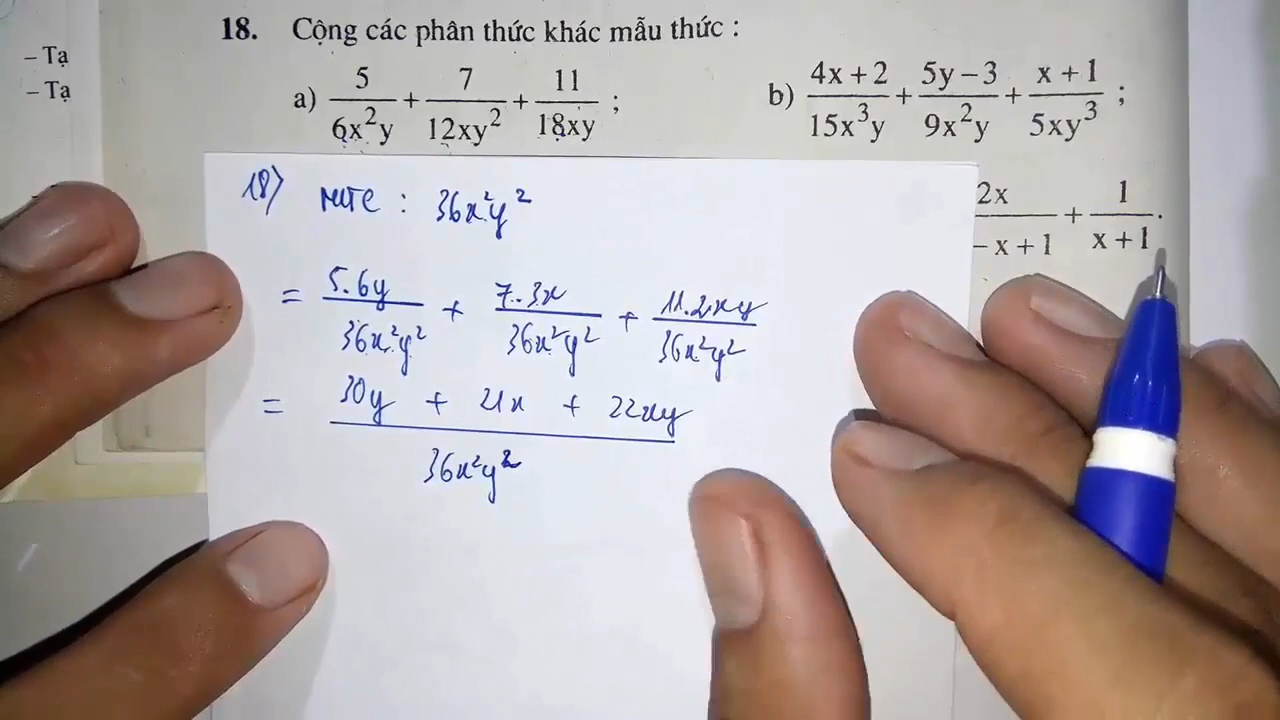 – Tạ
– Tạ
18. Cộng các phân thức khác mẫu thức :
a) 5/6x²y + 7/12xy² + 11/18xy ;
b) 4x + 2/15x³y + 5y – 3/9x²y + x + 1/5xy³ ;
2x/– x + 1 + 1/x + 1 .
18) MTC : 36x²y²
= 5.6y/36x²y² + 7.3x/36x²y² + 11.2xy/36x²y²
= 30y + 21x + 22xy/36x²y²